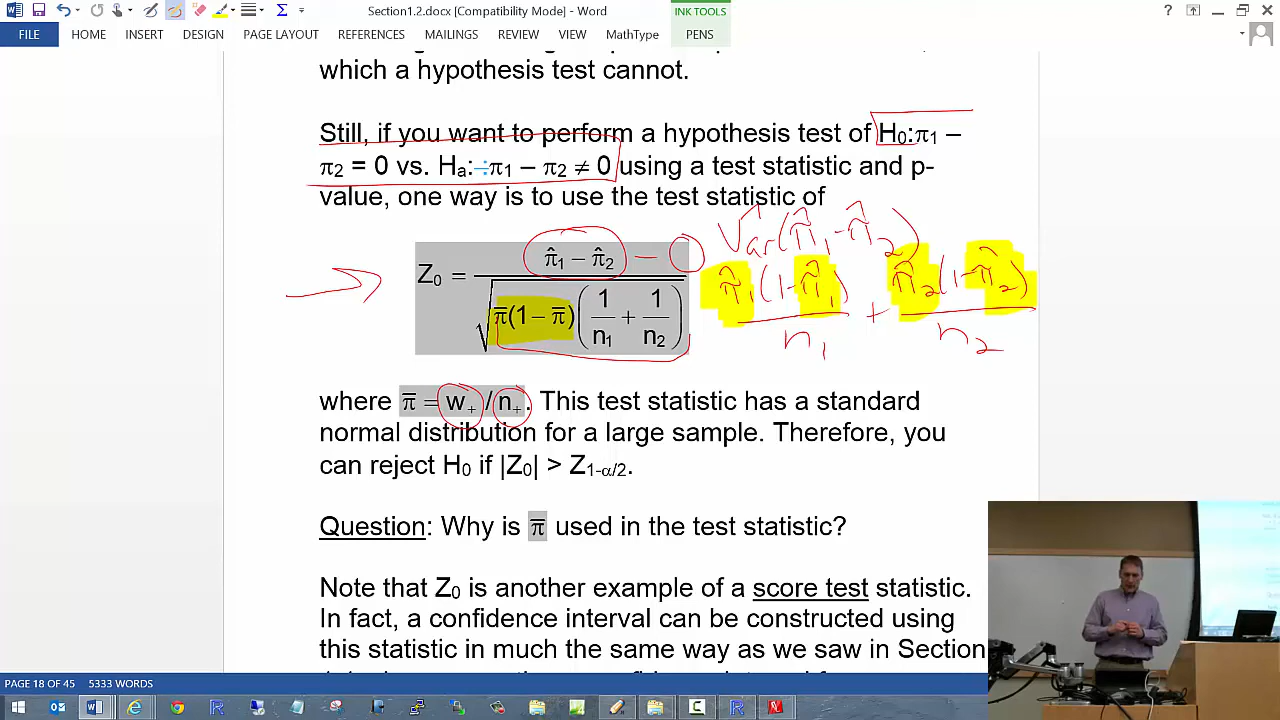 Section1.2.docx [Compatibility Mode] - Word
INK TOOLS
FILE HOME INSERT DESIGN PAGE LAYOUT REFERENCES MAILINGS REVIEW VIEW MathType PENS
which a hypothesis test cannot.
Still, if you want to perform a hypothesis test of H0:π1 –
π2 = 0 vs. Ha: π1 – π2 ≠ 0 using a test statistic and p-
value, one way is to use the test statistic of
Z0 = (π̂1 − π̂2 − 0) / √(π̄(1 − π̄)(1/n1 + 1/n2))
Var̂(π̂1 - π̂2)
π̂1(1-π̂1)/n1 + π̂2(1-π̂2)/n2
where π̄ = w+ / n+. This test statistic has a standard
normal distribution for a large sample. Therefore, you
can reject H0 if |Z0| > Z1-α/2.
Question: Why is π̄ used in the test statistic?
Note that Z0 is another example of a score test statistic.
In fact, a confidence interval can be constructed using
this statistic in much the same way as we saw in Section
PAGE 18 OF 45 5333 WORDS